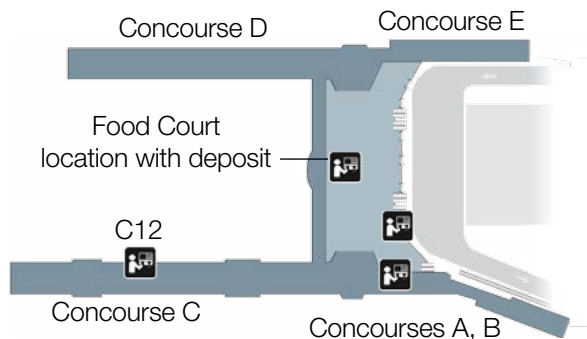 Concourse D
Concourse E
Food Court
location with deposit
C12
Concourse C
Concourses A, B